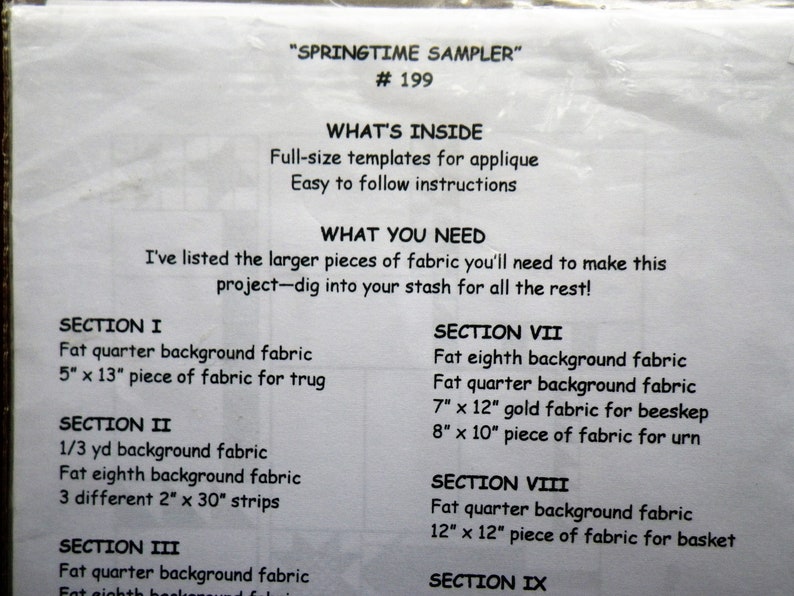 "SPRINGTIME SAMPLER"
# 199
WHAT'S INSIDE
Full-size templates for applique
Easy to follow instructions
WHAT YOU NEED
I've listed the larger pieces of fabric you'll need to make this
project—dig into your stash for all the rest!
SECTION I
Fat quarter background fabric
5" x 13" piece of fabric for trug
SECTION II
1/3 yd background fabric
Fat eighth background fabric
3 different 2" x 30" strips
SECTION III
Fat quarter background fabric
Fat eighth background fabric
SECTION VII
Fat eighth background fabric
Fat quarter background fabric
7" x 12" gold fabric for beeskep
8" x 10" piece of fabric for urn
SECTION VIII
Fat quarter background fabric
12" x 12" piece of fabric for basket
SECTION IX